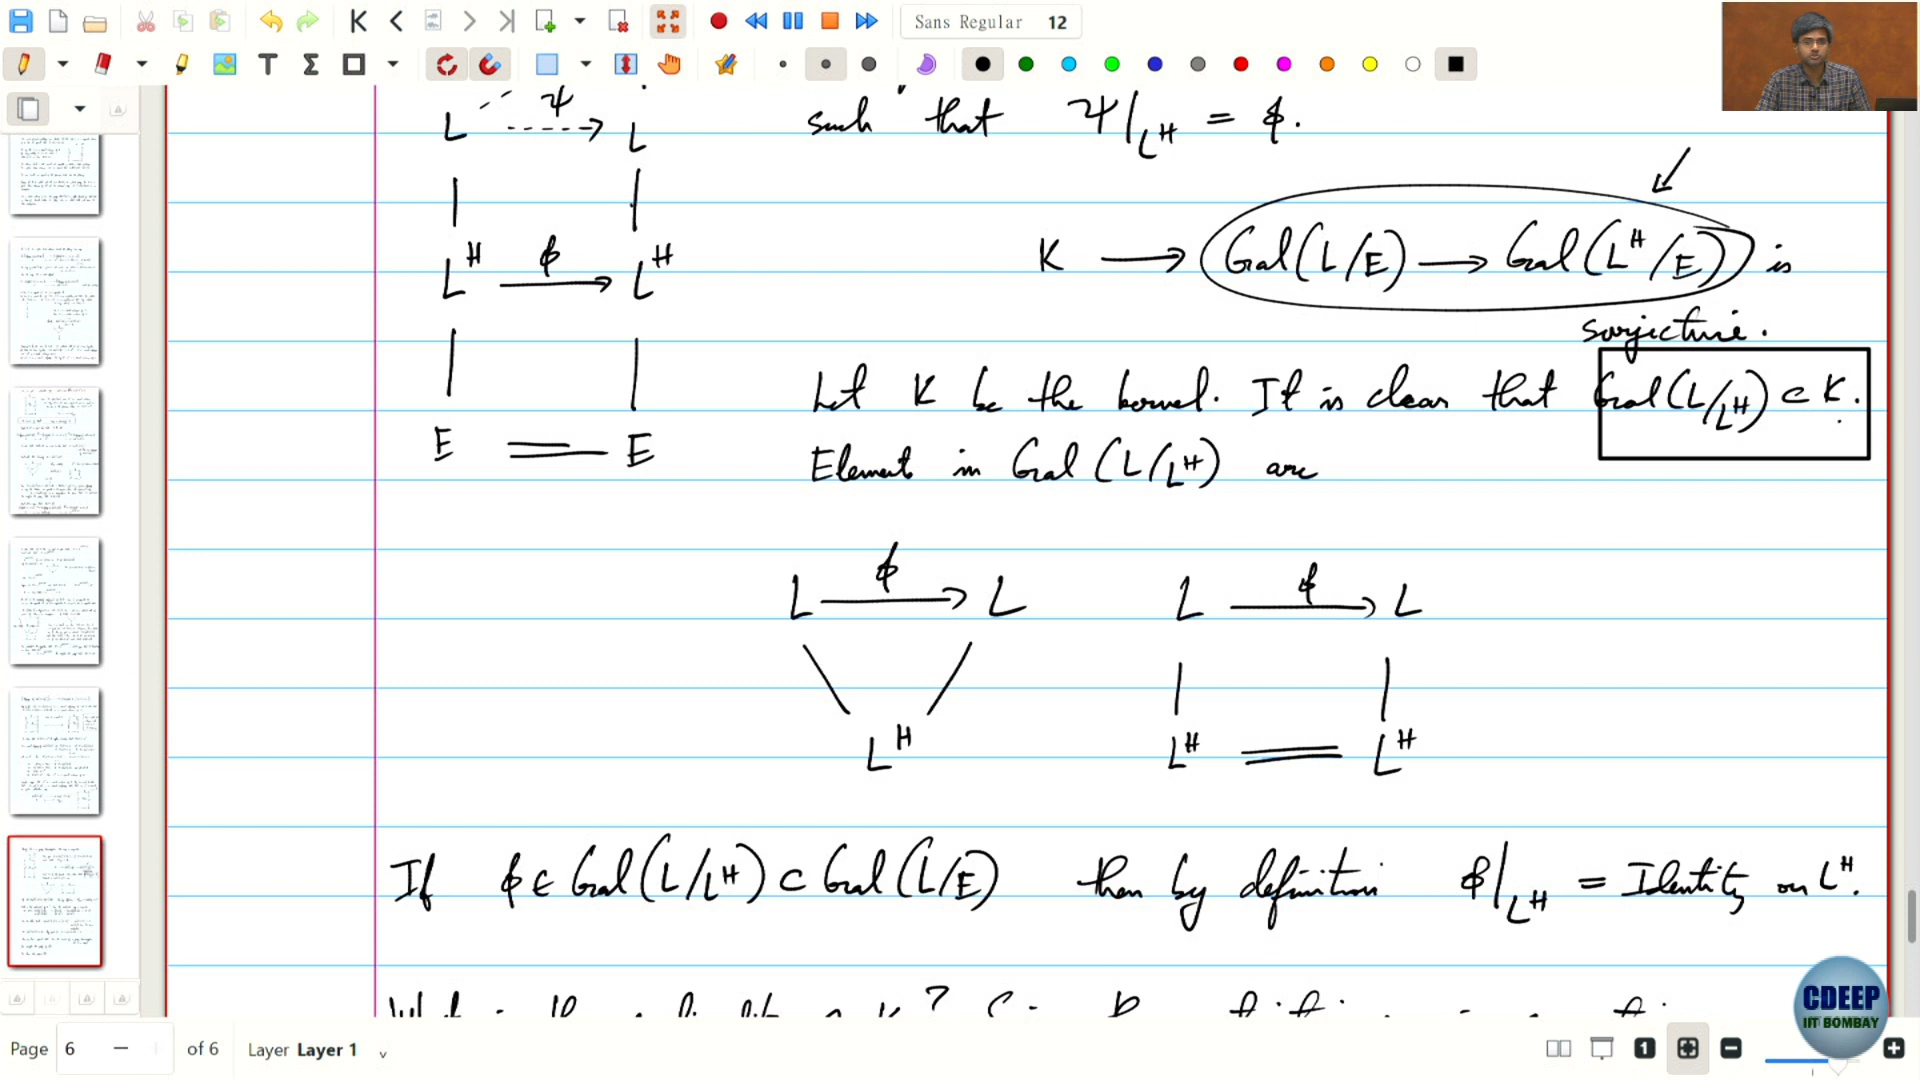 Sans Regular 12
L ψ L such that Ψ|_{L^H} = φ.
K → Gal(L/E) → Gal(L^H/E) is
L^H φ L^H
surjective.
Let K be the kernel. It is clear that Gal(L/L^H) ⊂ K.
E = E
Element in Gal(L/L^H) are
L φ→ L L φ→ L
L^H L^H = L^H
If φ ∈ Gal(L/L^H) ⊂ Gal(L/E) then by definition φ|_{L^H} = Identity on L^H.
CDEEP
IIT BOMBAY
Page 6 of 6 Layer Layer 1